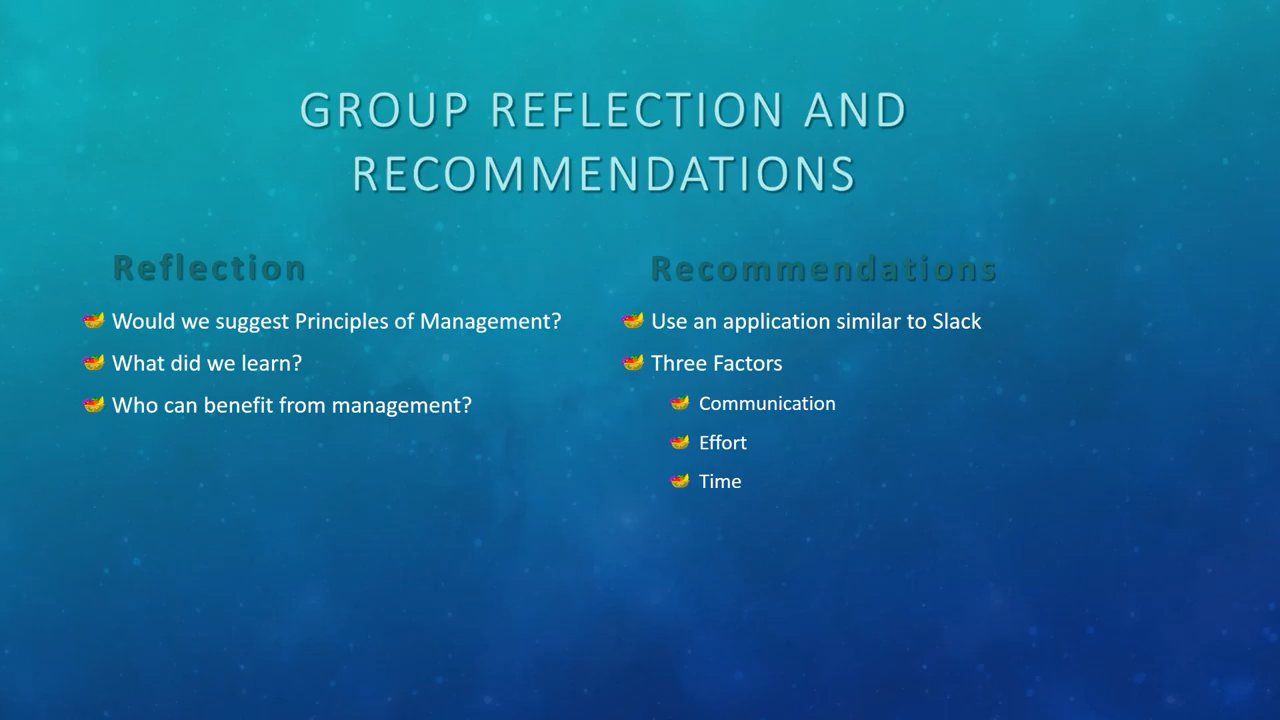 GROUP REFLECTION AND
RECOMMENDATIONS
Reflection
Would we suggest Principles of Management?
What did we learn?
Who can benefit from management?
Recommendations
Use an application similar to Slack
Three Factors
Communication
Effort
Time